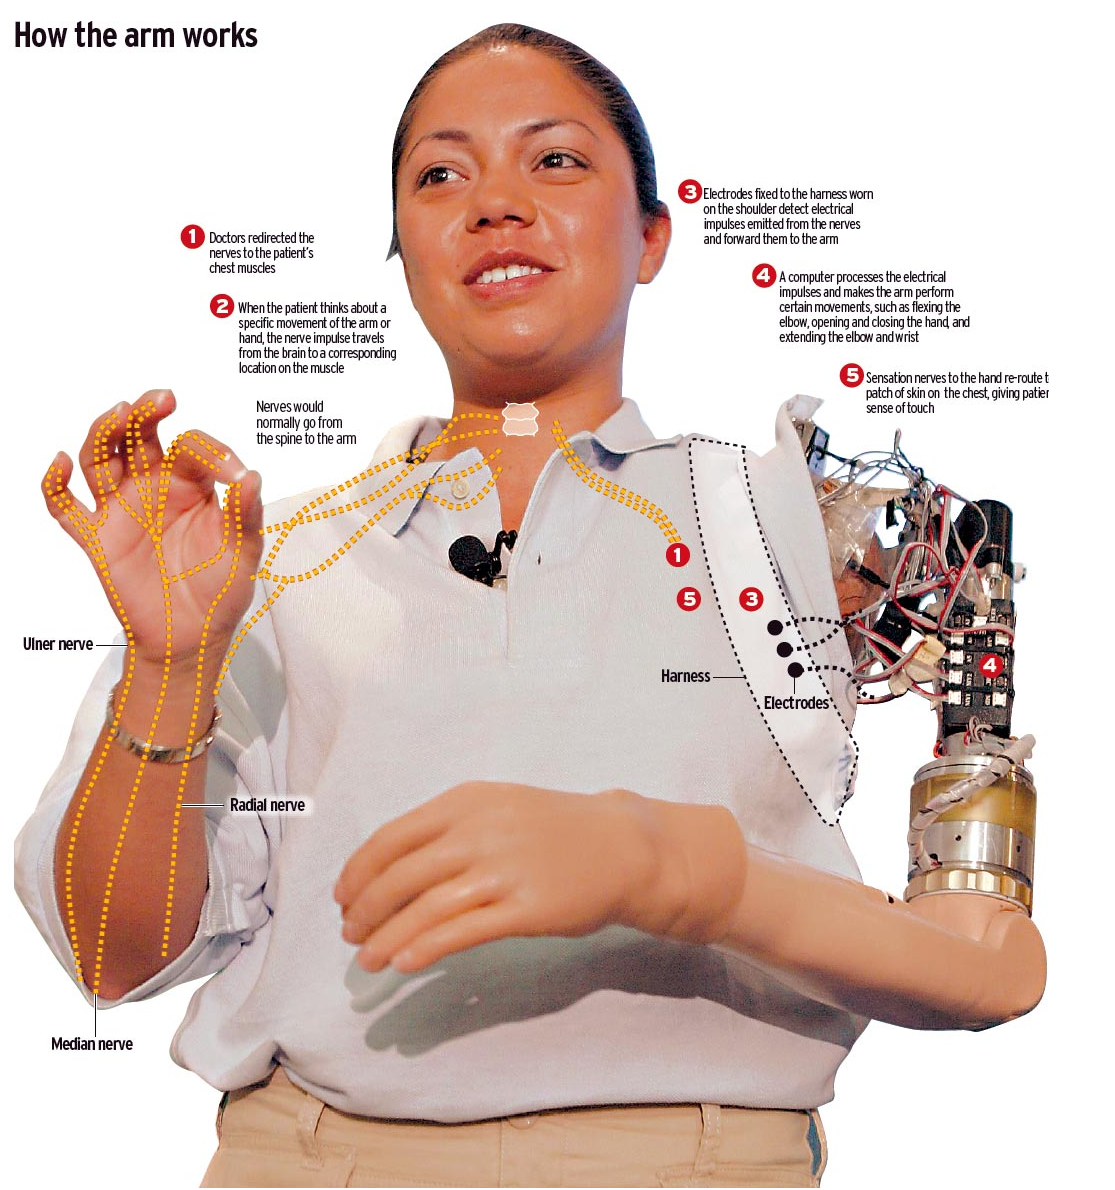 How the arm works
1 Doctors redirected the
nerves to the patient's
chest muscles
2 When the patient thinks about a
specific movement of the arm or
hand, the nerve impulse travels
from the brain to a corresponding
location on the muscle
Nerves would
normally go from
the spine to the arm
3 Electrodes fixed to the harness worn
on the shoulder detect electrical
impulses emitted from the nerves
and forward them to the arm
4 A computer processes the electrical
impulses and makes the arm perform
certain movements, such as flexing the
elbow, opening and closing the hand, and
extending the elbow and wrist
5 Sensation nerves to the hand re-route t
patch of skin on the chest, giving patier
sense of touch
1
5
3
4
Ulner nerve
Harness
Electrodes
Radial nerve
Median nerve